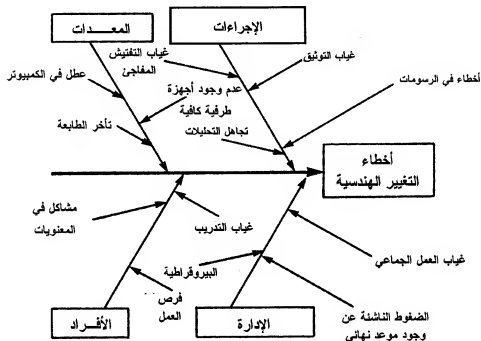 المعـــدات
الإجراءات
غياب التفتيش
المفاجئ
غياب التوثيق
عطل في الكمبيوتر
عدم وجود أجهزة
طرفية كافية
أخطاء في الرسومات
تأخر الطابعة
تجاهل التحليلات
أخطاء
التغيير الهندسية
مشاكل في
المعنويات
غياب التدريب
غياب العمل الجماعي
البيروقراطية
فرص
العمل
الضغوط الناشئة عن
وجود موعد نهائي
الأفـراد
الإدارة